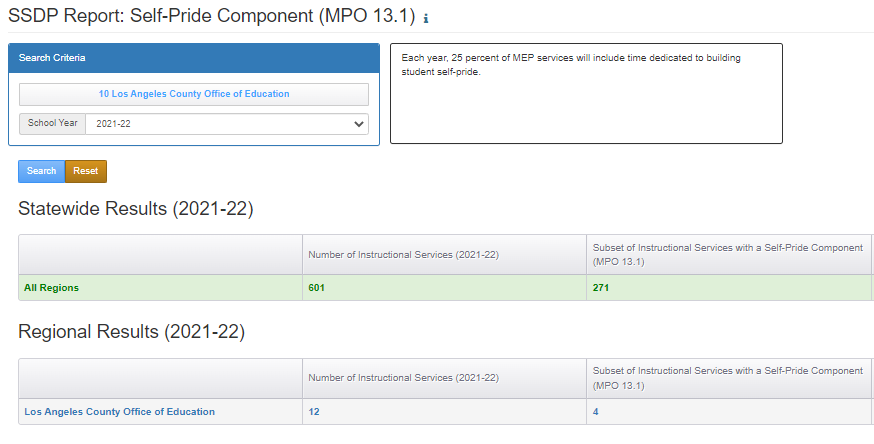 SSDP Report: Self-Pride Component (MPO 13.1) i
Search Criteria
10 Los Angeles County Office of Education
School Year 2021-22
Each year, 25 percent of MEP services will include time dedicated to building
student self-pride.
Search Reset
Statewide Results (2021-22)
Number of Instructional Services (2021-22) Subset of Instructional Services with a Self-Pride Component
(MPO 13.1)
All Regions 601 271
Regional Results (2021-22)
Number of Instructional Services (2021-22) Subset of Instructional Services with a Self-Pride Component
(MPO 13.1)
Los Angeles County Office of Education 12 4